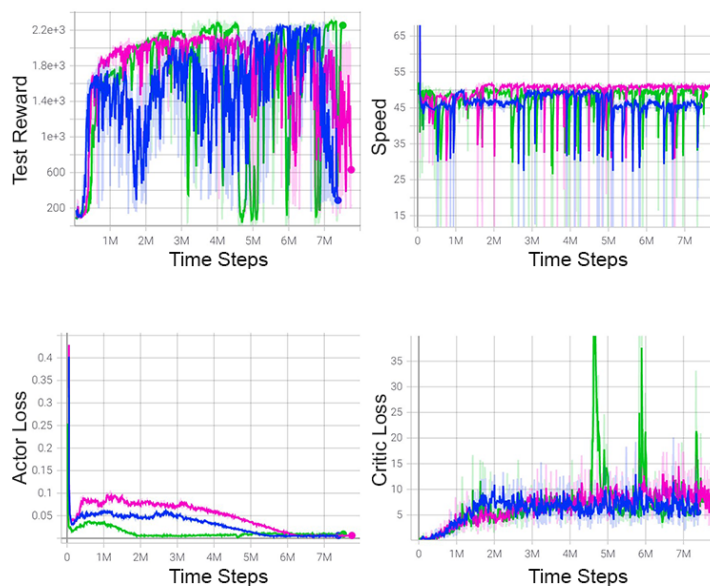 Test Reward
2.2e+3
1.8e+3
1.4e+3
1e+3
600
200
1M 2M 3M 4M 5M 6M 7M
Time Steps
Speed
65
55
45
35
25
15
0 1M 2M 3M 4M 5M 6M 7M
Time Steps
Actor Loss
0.4
0.35
0.3
0.25
0.2
0.15
0.1
0.05
0 1M 2M 3M 4M 5M 6M 7M
Time Steps
Critic Loss
35
30
25
20
15
10
5
0 1M 2M 3M 4M 5M 6M 7M
Time Steps